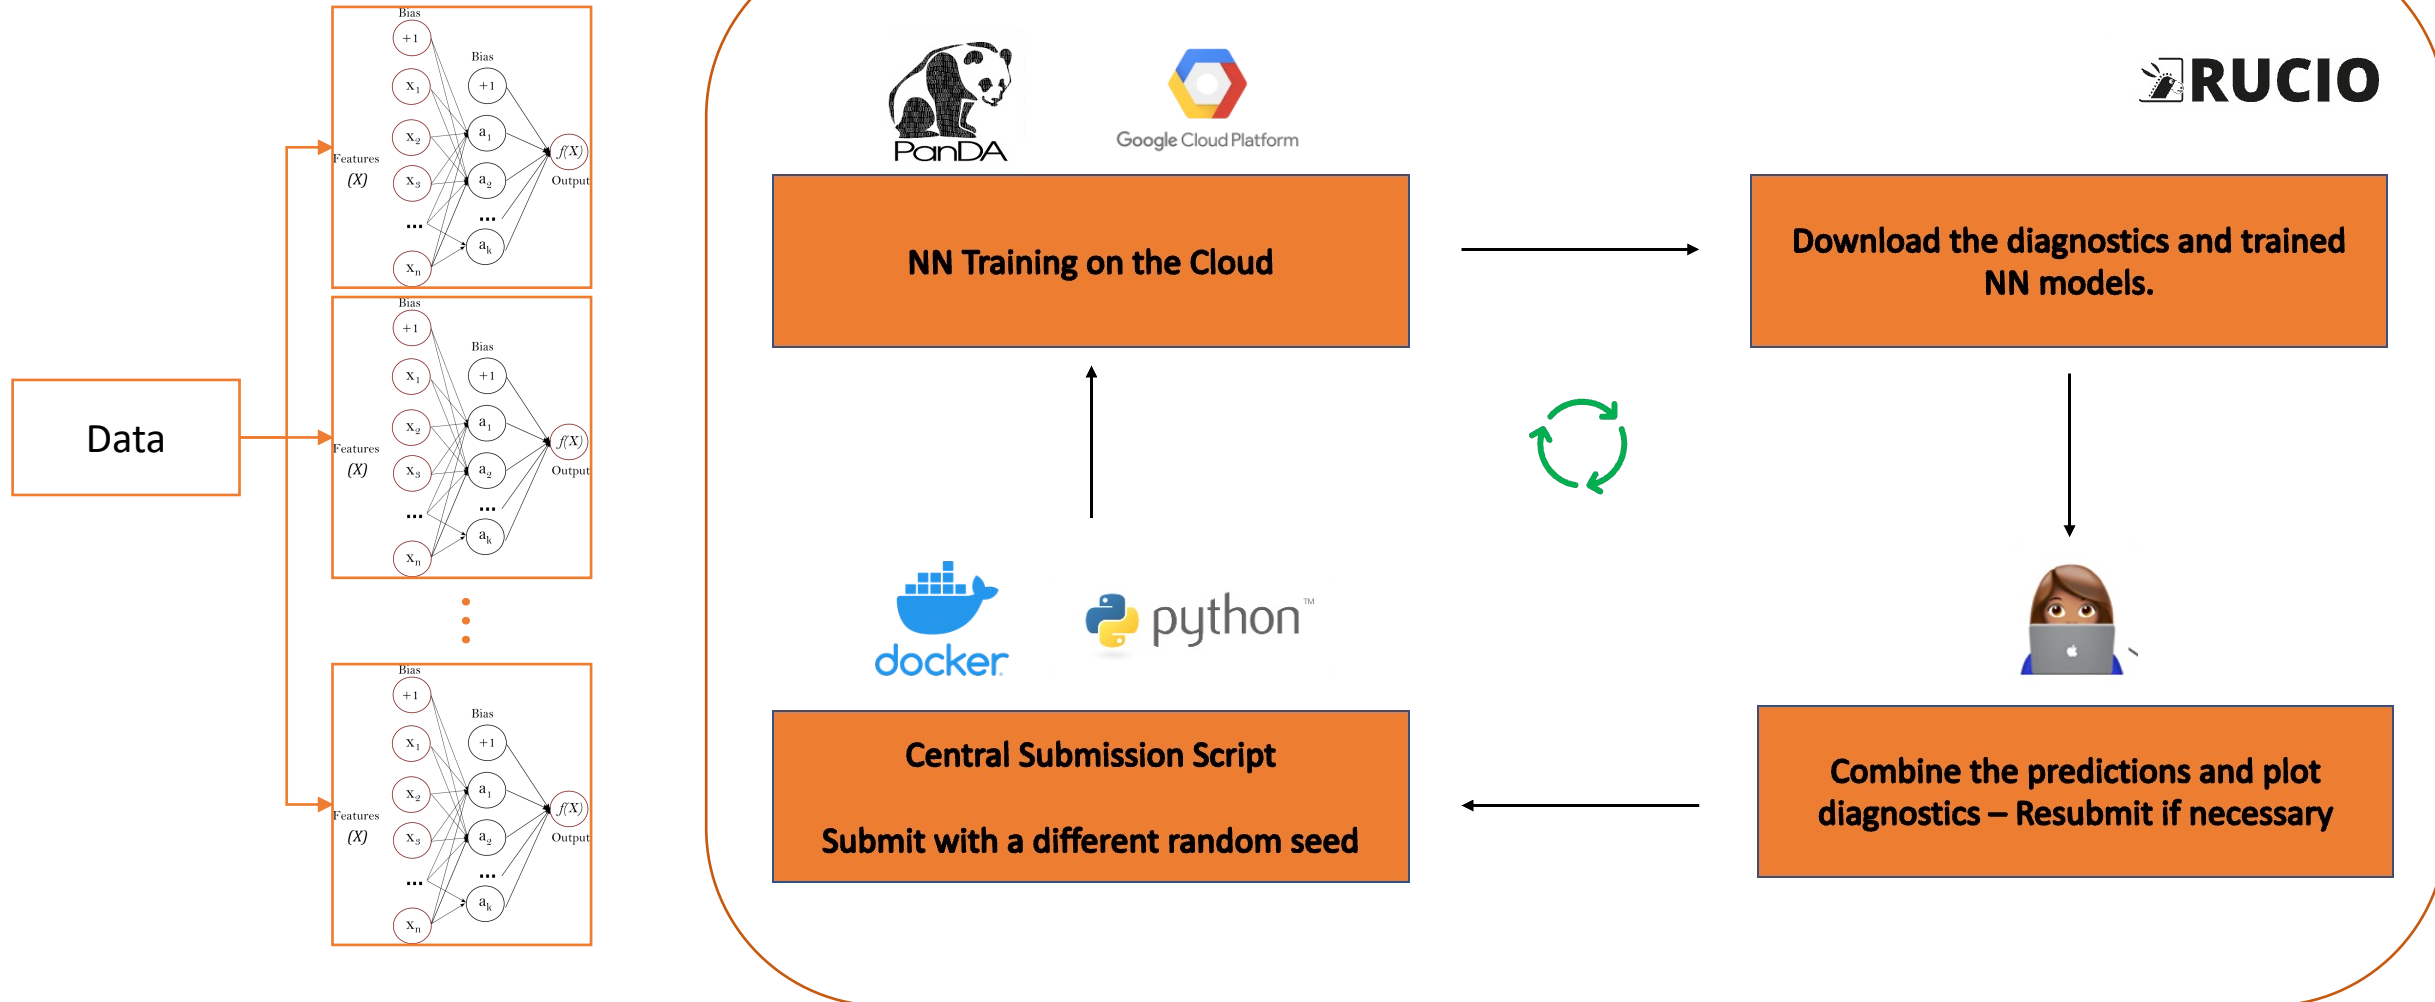 Data
Bias
+1
Bias
x1
+1
x2
a1
Features
(X)
f(X)
x3
a2
Output
...
...
ak
xn
Bias
+1
Bias
x1
+1
x2
a1
Features
(X)
f(X)
x3
a2
Output
...
...
ak
xn
Bias
+1
Bias
x1
+1
x2
a1
Features
(X)
f(X)
x3
a2
Output
...
...
ak
xn
PanDA
Google Cloud Platform
RUCIO
NN Training on the Cloud
Download the diagnostics and trained
NN models.
docker
python™
Central Submission Script
Submit with a different random seed
Combine the predictions and plot
diagnostics – Resubmit if necessary